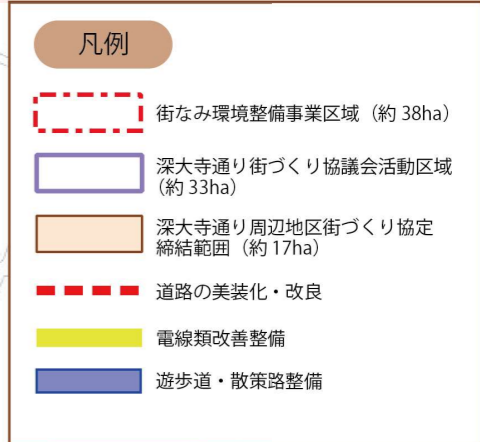 凡例
街なみ環境整備事業区域（約 38ha）
深大寺通り街づくり協議会活動区域
（約 33ha）
深大寺通り周辺地区街づくり協定
締結範囲（約 17ha）
道路の美装化・改良
電線類改善整備
遊歩道・散策路整備